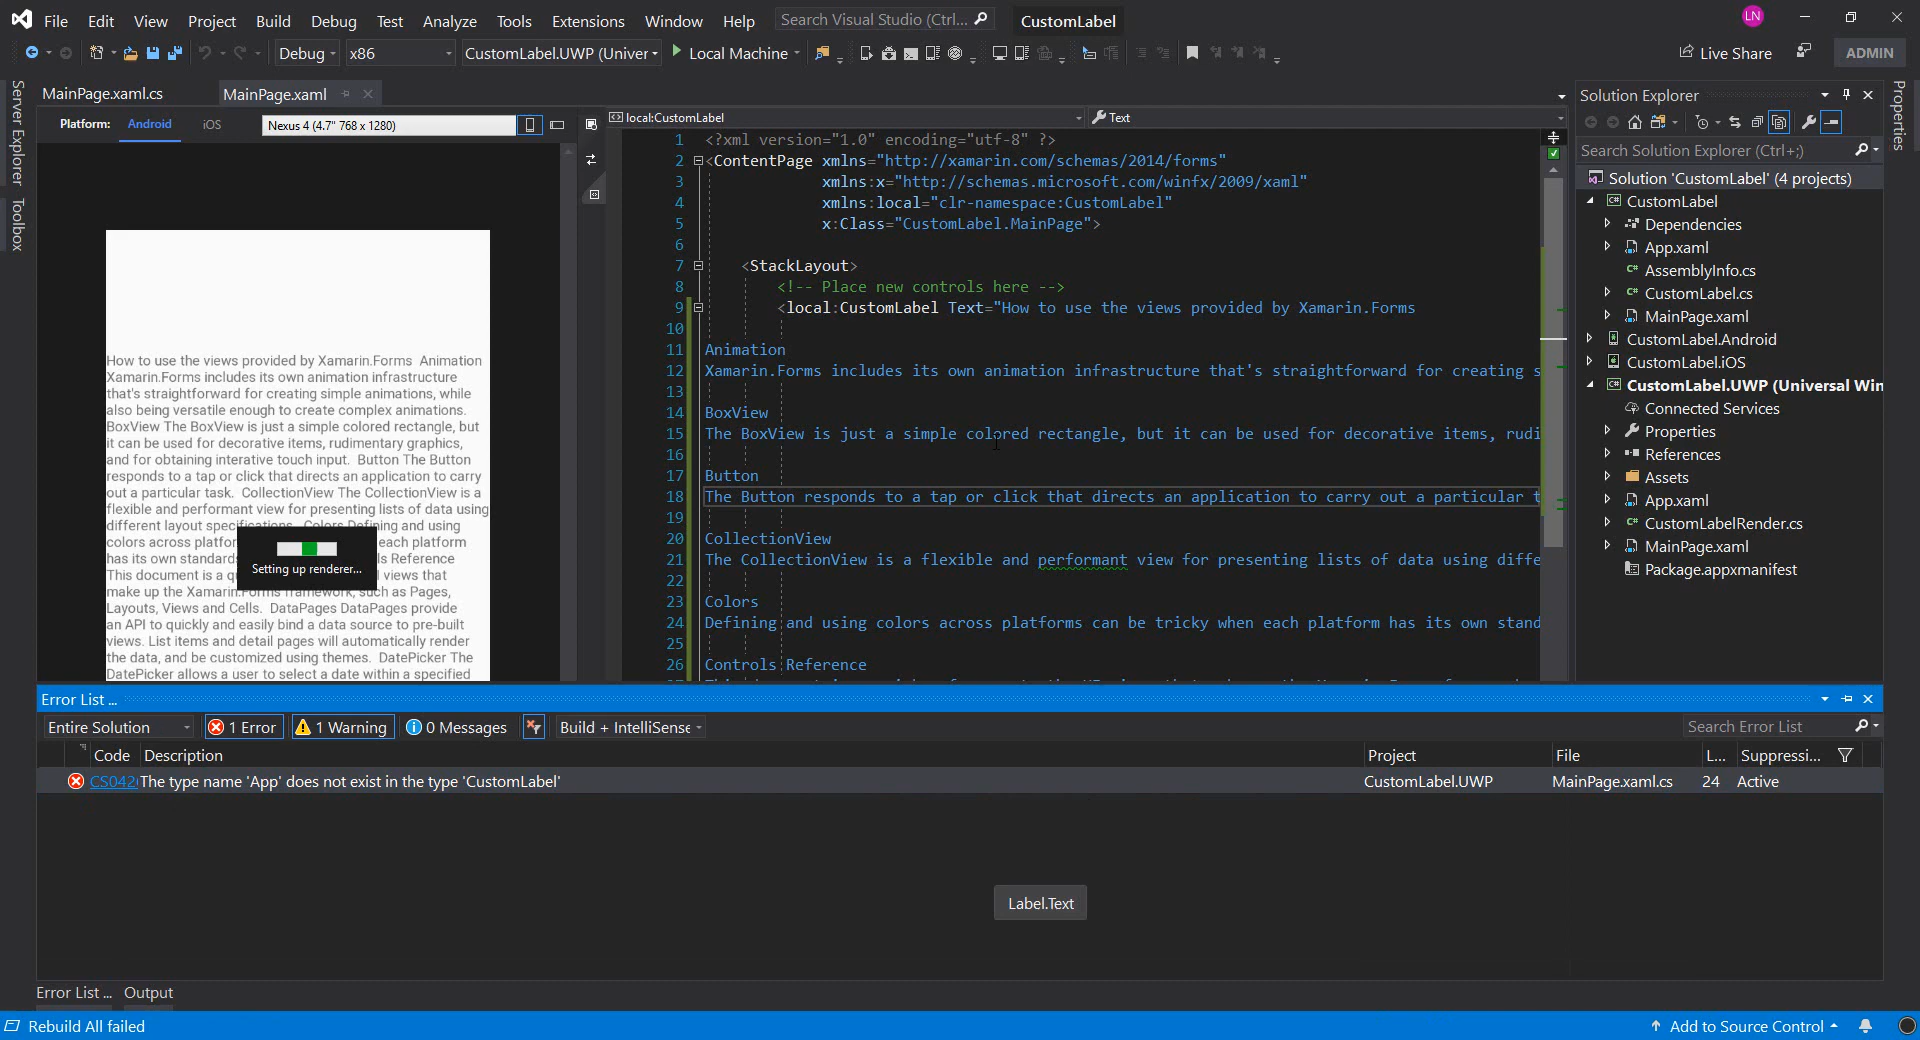 File Edit View Project Build Debug Test Analyze Tools Extensions Window Help Search Visual Studio (Ctrl... CustomLabel LN
Debug x86 CustomLabel.UWP (Univer Local Machine Live Share ADMIN
Server Explorer
Toolbox
MainPage.xaml.cs MainPage.xaml
Platform: Android iOS Nexus 4 (4.7" 768 x 1280)
How to use the views provided by Xamarin.Forms Animation
Xamarin.Forms includes its own animation infrastructure
that's straightforward for creating simple animations, while
also being versatile enough to create complex animations.
BoxView The BoxView is just a simple colored rectangle, but
it can be used for decorative items, rudimentary graphics,
and for obtaining interative touch input. Button The Button
responds to a tap or click that directs an application to carry
out a particular task. CollectionView The CollectionView is a
flexible and performant view for presenting lists of data using
different layout specifications. Colors Defining and using
colors across platfor each platform
has its own standards s Reference
This document is a qu l views that
make up the Xamarin.Forms framework, such as Pages,
Layouts, Views and Cells. DataPages DataPages provide
an API to quickly and easily bind a data source to pre-built
views. List items and detail pages will automatically render
the data, and be customized using themes. DatePicker The
DatePicker allows a user to select a date within a specified
Setting up renderer...
local:CustomLabel Text
1 <?xml version="1.0" encoding="utf-8" ?>
2 <ContentPage xmlns="http://xamarin.com/schemas/2014/forms"
3 xmlns:x="http://schemas.microsoft.com/winfx/2009/xaml"
4 xmlns:local="clr-namespace:CustomLabel"
5 x:Class="CustomLabel.MainPage">
6
7 <StackLayout>
8 <!-- Place new controls here -->
9 <local:CustomLabel Text="How to use the views provided by Xamarin.Forms
10
11 Animation
12 Xamarin.Forms includes its own animation infrastructure that's straightforward for creating s
13
14 BoxView
15 The BoxView is just a simple colored rectangle, but it can be used for decorative items, rudi
16
17 Button
18 The Button responds to a tap or click that directs an application to carry out a particular t
19
20 CollectionView
21 The CollectionView is a flexible and performant view for presenting lists of data using diffe
22
23 Colors
24 Defining and using colors across platforms can be tricky when each platform has its own stand
25
26 Controls Reference
Solution Explorer
Search Solution Explorer (Ctrl+;)
Solution 'CustomLabel' (4 projects)
CustomLabel
Dependencies
App.xaml
AssemblyInfo.cs
CustomLabel.cs
MainPage.xaml
CustomLabel.Android
CustomLabel.iOS
CustomLabel.UWP (Universal Win
Connected Services
Properties
References
Assets
App.xaml
CustomLabelRender.cs
MainPage.xaml
Package.appxmanifest
Properties
Error List ...
Entire Solution 1 Error 1 Warning 0 Messages Build + IntelliSense Search Error List
Code Description Project File L... Suppressi...
CS042 The type name 'App' does not exist in the type 'CustomLabel' CustomLabel.UWP MainPage.xaml.cs 24 Active
Label.Text
Error List ... Output
Rebuild All failed Add to Source Control